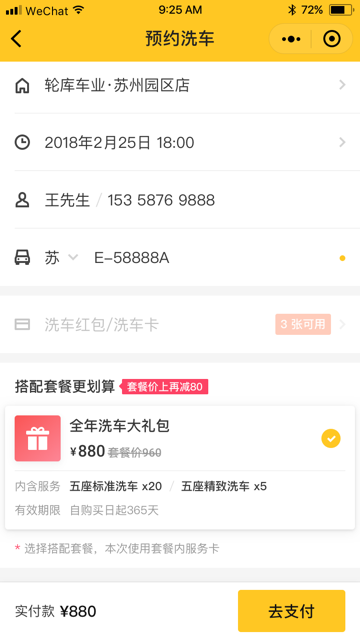 WeChat 9:25 AM 72%
预约洗车
轮库车业·苏州园区店
2018年2月25日 18:00
王先生 / 153 5876 9888
苏 E-58888A
洗车红包/洗车卡 3 张可用
搭配套餐更划算 套餐价上再减80
全年洗车大礼包
¥880 套餐价960
内含服务 五座标准洗车 x20 / 五座精致洗车 x5
有效期限 自购买日起365天
* 选择搭配套餐，本次使用套餐内服务卡
实付款 ¥880 去支付